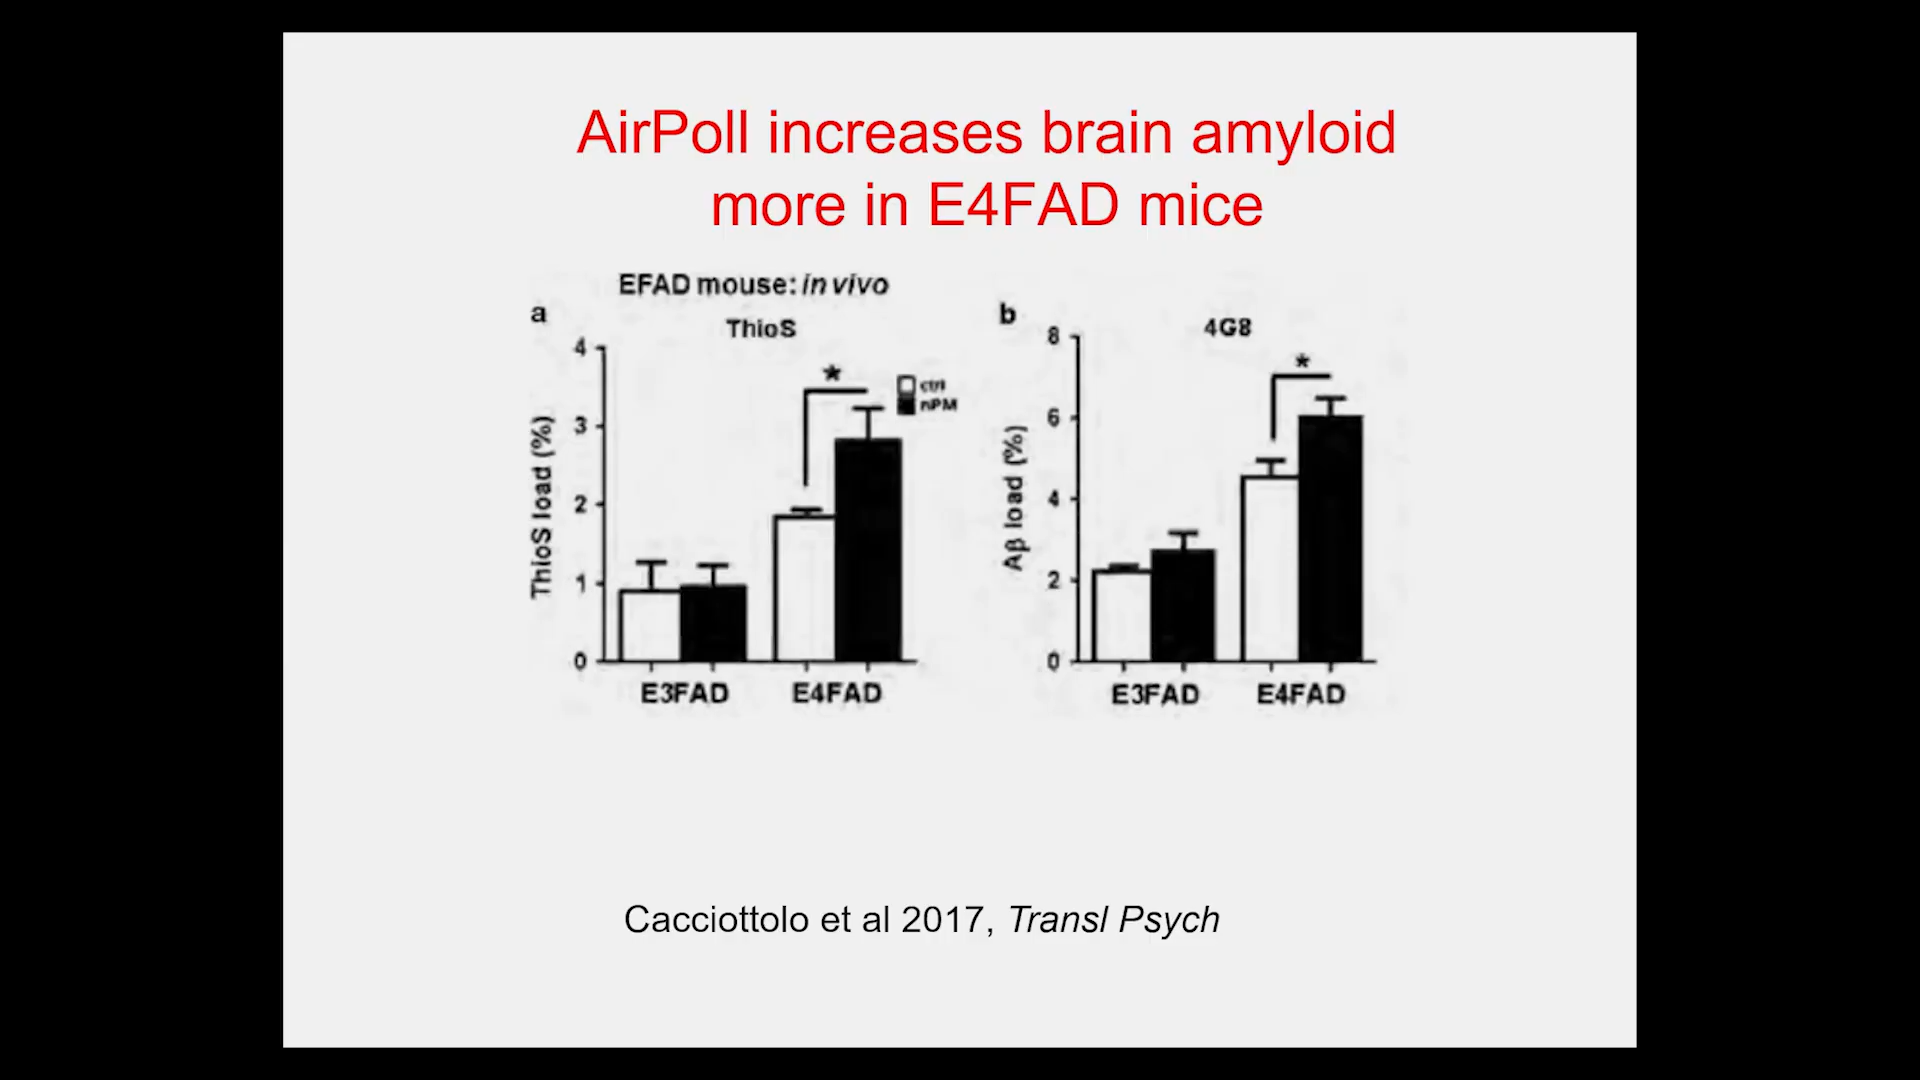 AirPoll increases brain amyloid
more in E4FAD mice
EFAD mouse: in vivo
a
ThioS
ThioS load (%)
4
3
2
1
0
ctrl
nPM
*
E3FAD
E4FAD
b
4G8
Aβ load (%)
8
6
4
2
0
*
E3FAD
E4FAD
Cacciottolo et al 2017, Transl Psych